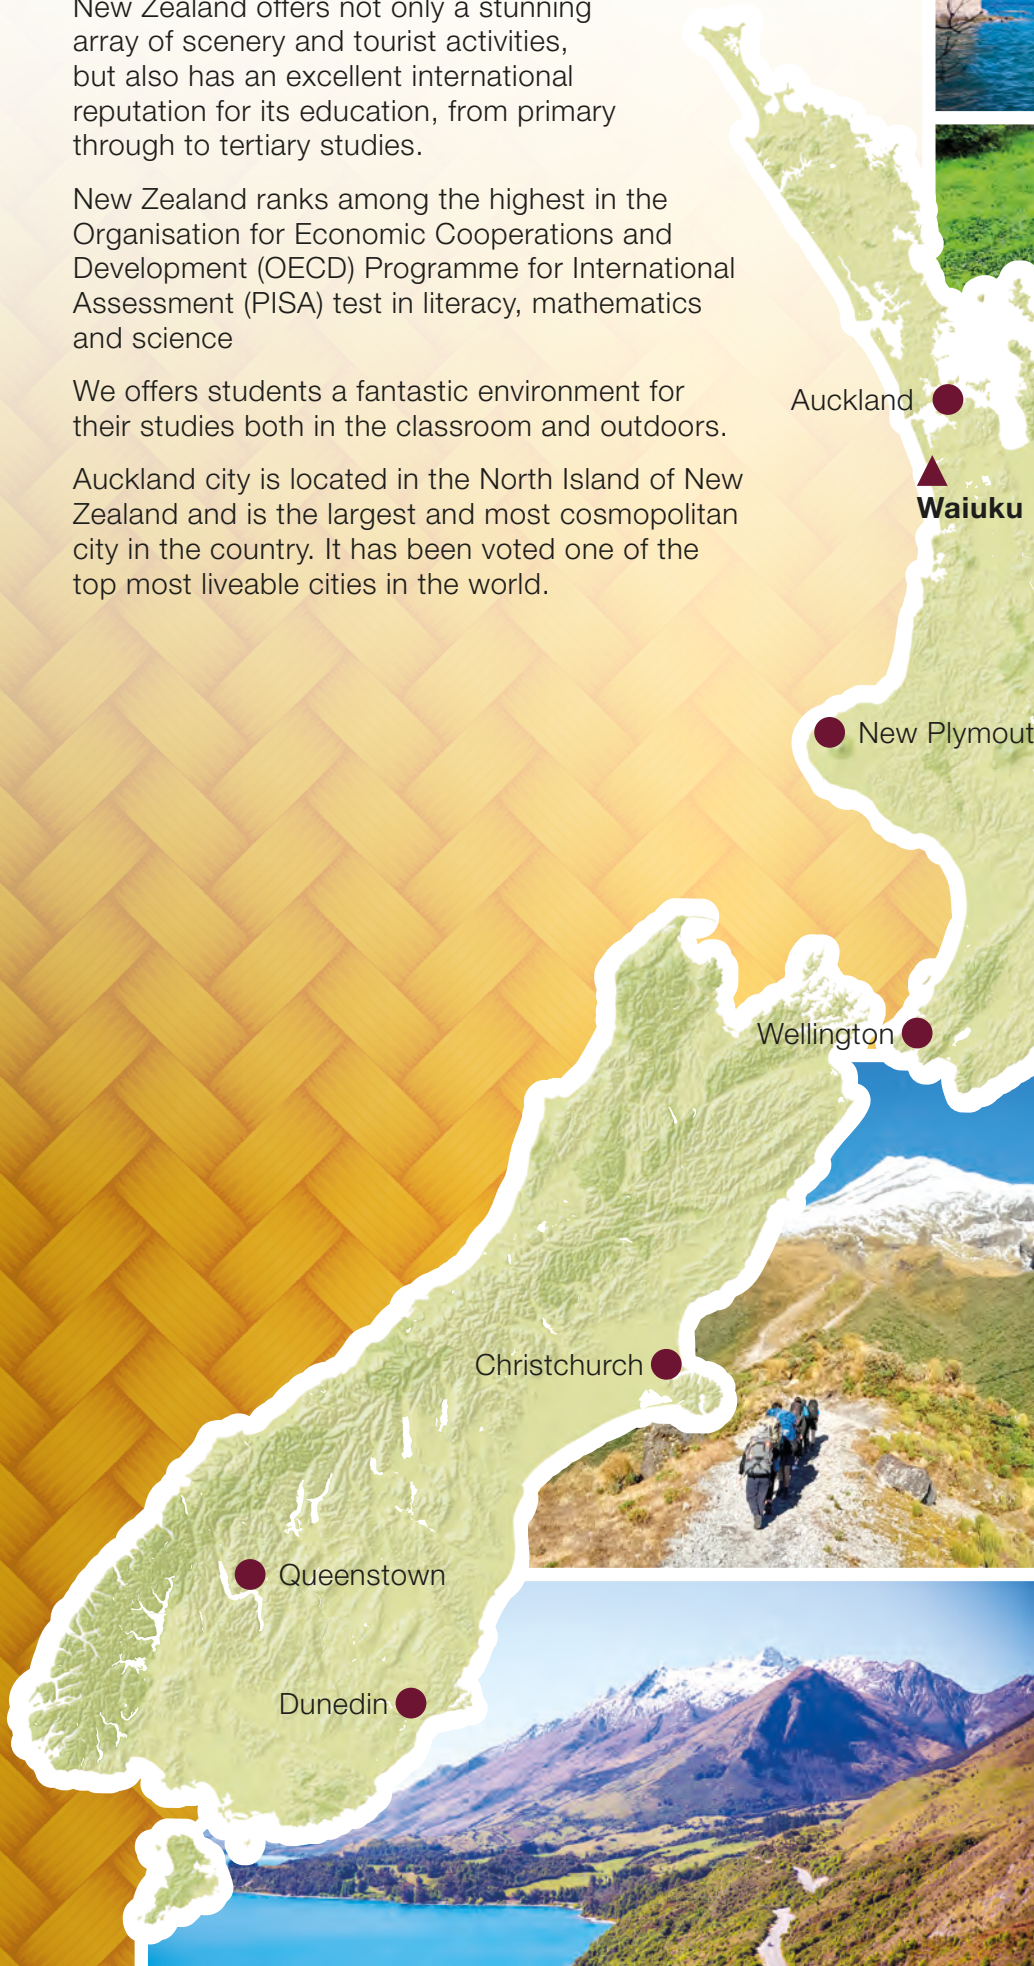 New Zealand offers not only a stunning
array of scenery and tourist activities,
but also has an excellent international
reputation for its education, from primary
through to tertiary studies.
New Zealand ranks among the highest in the
Organisation for Economic Cooperations and
Development (OECD) Programme for International
Assessment (PISA) test in literacy, mathematics
and science
We offers students a fantastic environment for
their studies both in the classroom and outdoors.
Auckland city is located in the North Island of New
Zealand and is the largest and most cosmopolitan
city in the country. It has been voted one of the
top most liveable cities in the world.
Auckland
Waiuku
New Plymout
Wellington
Christchurch
Queenstown
Dunedin